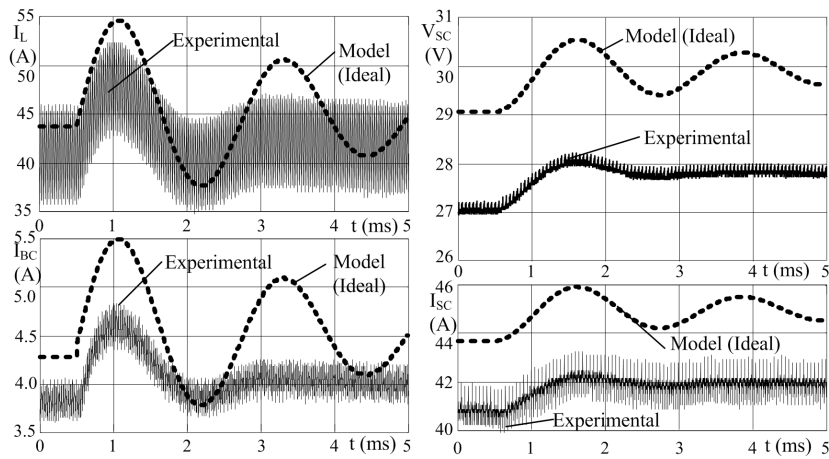 55
I_L
(A)
50
45
40
35
Experimental
Model
(Ideal)
0 1 2 3 4 5
t (ms)
5.5
I_BC
(A)
5.0
4.5
4.0
3.5
Experimental
Model
(Ideal)
0 1 2 3 4 5
t (ms)
31
V_SC
(V)
30
29
28
27
26
Model (Ideal)
Experimental
0 1 2 3 4 5
t (ms)
46
I_SC
(A)
44
42
40
Model (Ideal)
Experimental
0 1 2 3 4 5
t (ms)